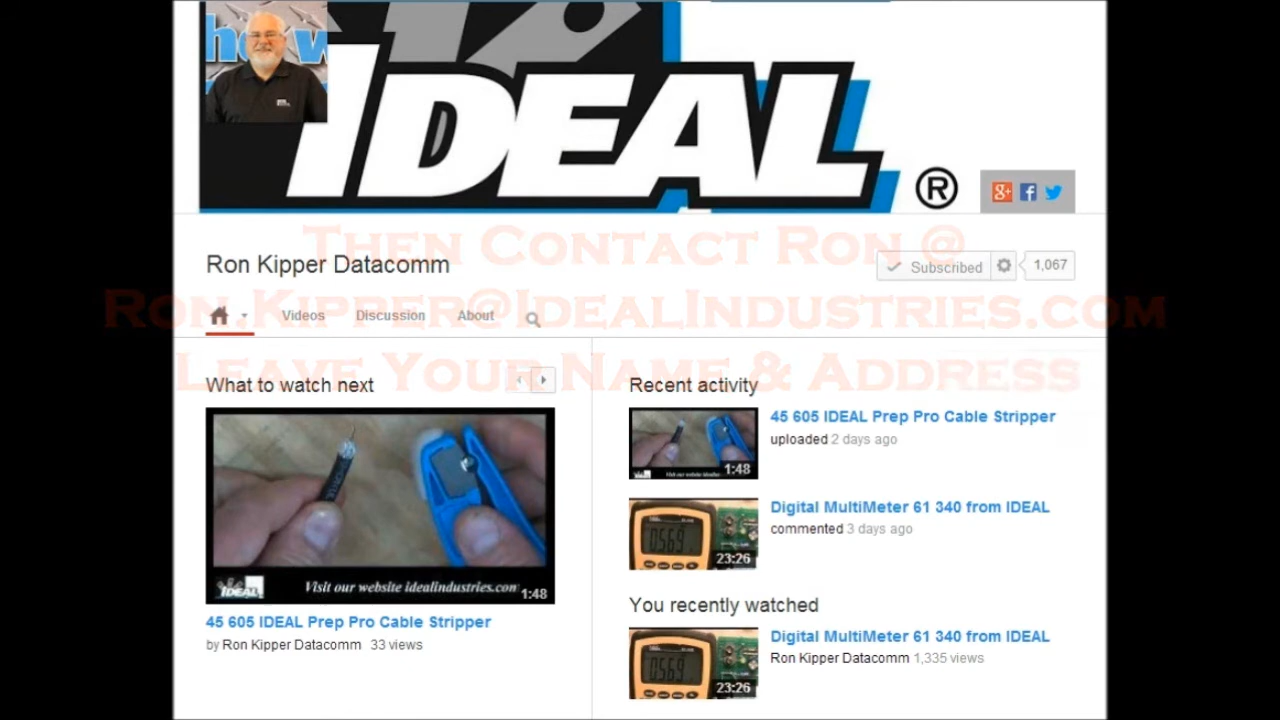 IDEAL®
Then Contact Ron @
Ron Kipper Datacomm
Subscribed
1,067
Ron.Kipper@IdealIndustries.com
Videos
Discussion
About
Leave Your Name & Address
What to watch next
Visit our website idealindustries.com
IDEAL
1:48
45 605 IDEAL Prep Pro Cable Stripper
by Ron Kipper Datacomm 33 views
Recent activity
1:48
45 605 IDEAL Prep Pro Cable Stripper
uploaded 2 days ago
23:26
Digital MultiMeter 61 340 from IDEAL
commented 3 days ago
You recently watched
23:26
Digital MultiMeter 61 340 from IDEAL
Ron Kipper Datacomm 1,335 views